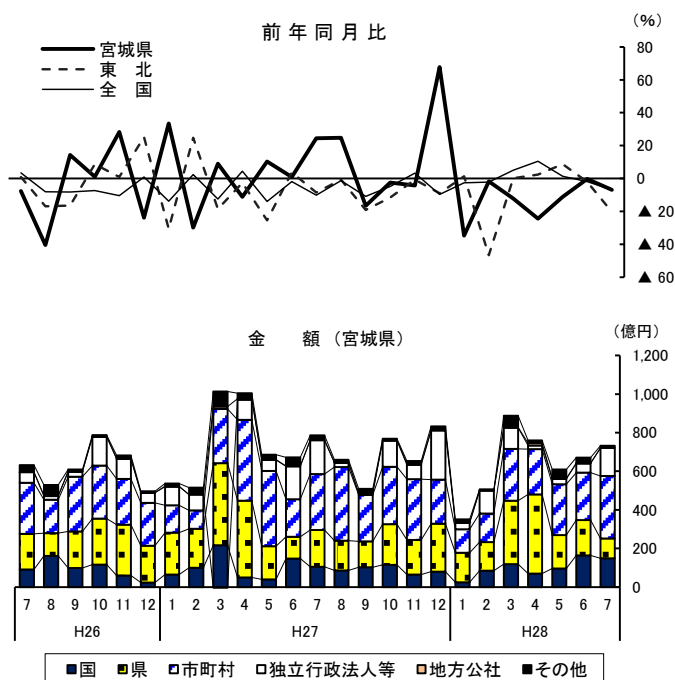 前年同月比
(%)
宮城県
東　北
全　国
80
60
40
20
0
▲ 20
▲ 40
▲ 60
金　　額（宮城県）
（億円）
1,200
1,000
800
600
400
200
0
7 8 9 10 11 12 1 2 3 4 5 6 7 8 9 10 11 12 1 2 3 4 5 6 7
H26 H27 H28
■国 県 市町村 □独立行政法人等 地方公社 ■その他